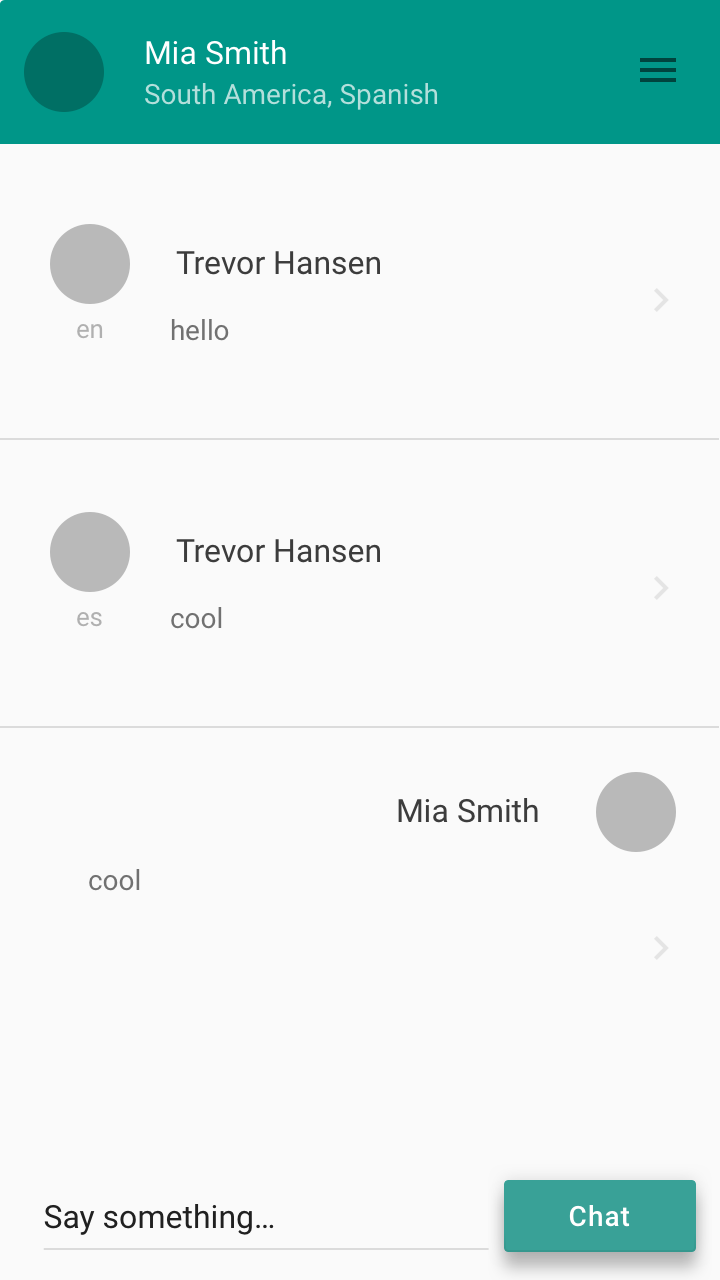 Mia Smith
South America, Spanish
Trevor Hansen
en
hello
Trevor Hansen
es
cool
Mia Smith
cool
Say something…
Chat